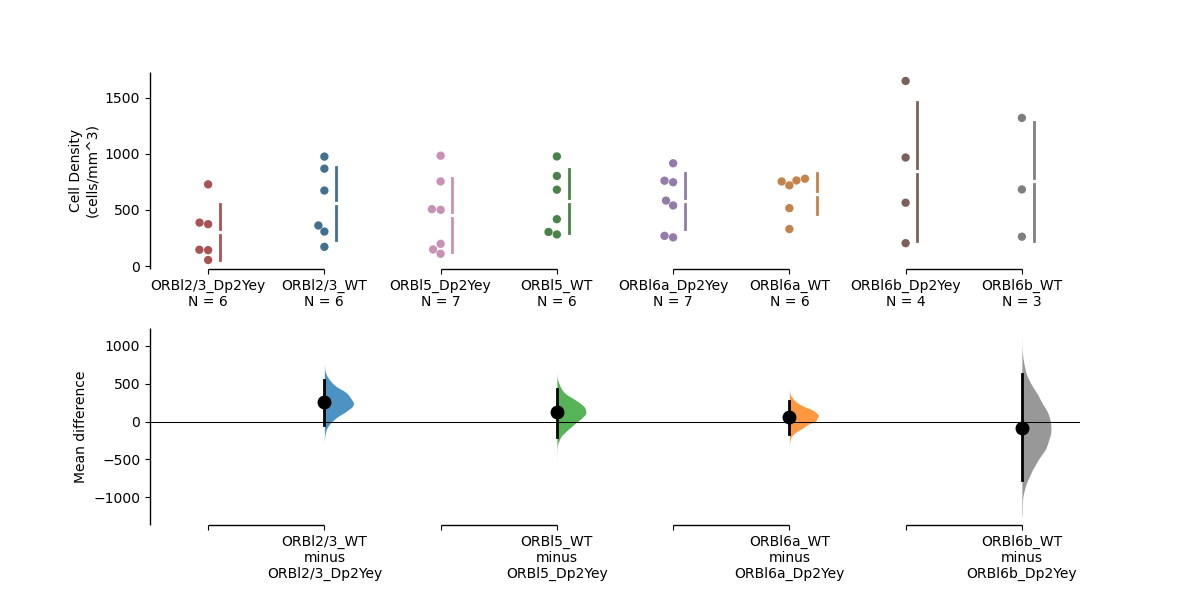 Cell Density
(cells/mm^3)
1500
1000
500
0
ORBl2/3_Dp2Yey
N = 6
ORBl2/3_WT
N = 6
ORBl5_Dp2Yey
N = 7
ORBl5_WT
N = 6
ORBl6a_Dp2Yey
N = 7
ORBl6a_WT
N = 6
ORBl6b_Dp2Yey
N = 4
ORBl6b_WT
N = 3
Mean difference
1000
500
0
−500
−1000
ORBl2/3_WT
minus
ORBl2/3_Dp2Yey
ORBl5_WT
minus
ORBl5_Dp2Yey
ORBl6a_WT
minus
ORBl6a_Dp2Yey
ORBl6b_WT
minus
ORBl6b_Dp2Yey